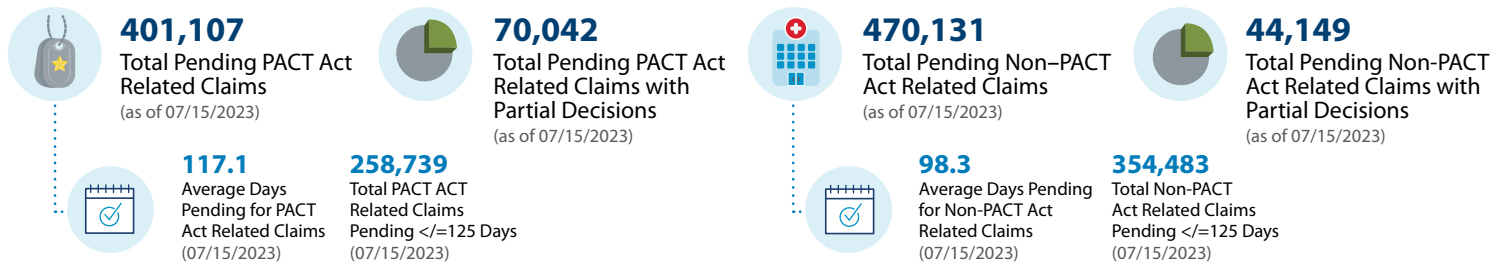 401,107
Total Pending PACT Act
Related Claims
(as of 07/15/2023)
70,042
Total Pending PACT Act
Related Claims with
Partial Decisions
(as of 07/15/2023)
470,131
Total Pending Non–PACT
Act Related Claims
(as of 07/15/2023)
44,149
Total Pending Non-PACT
Act Related Claims with
Partial Decisions
(as of 07/15/2023)
117.1
Average Days
Pending for PACT
Act Related Claims
(07/15/2023)
258,739
Total PACT ACT
Related Claims
Pending </=125 Days
(07/15/2023)
98.3
Average Days Pending
for Non-PACT Act
Related Claims
(07/15/2023)
354,483
Total Non-PACT
Act Related Claims
Pending </=125 Days
(07/15/2023)